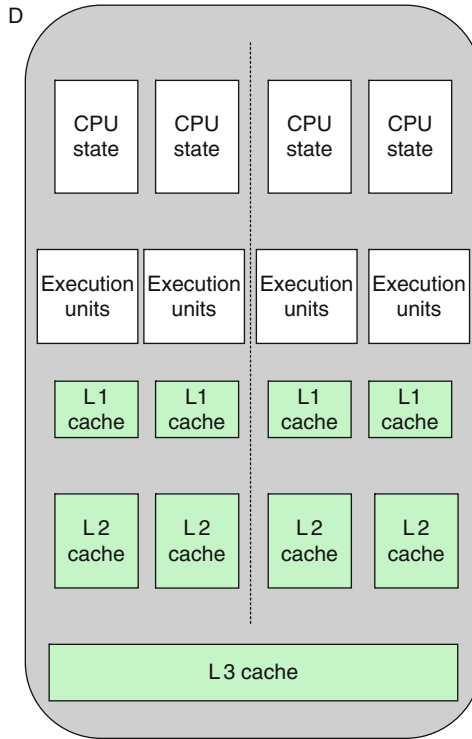 D
CPU state
CPU state
CPU state
CPU state
Execution units
Execution units
Execution units
Execution units
L1 cache
L1 cache
L1 cache
L1 cache
L2 cache
L2 cache
L2 cache
L2 cache
L3 cache